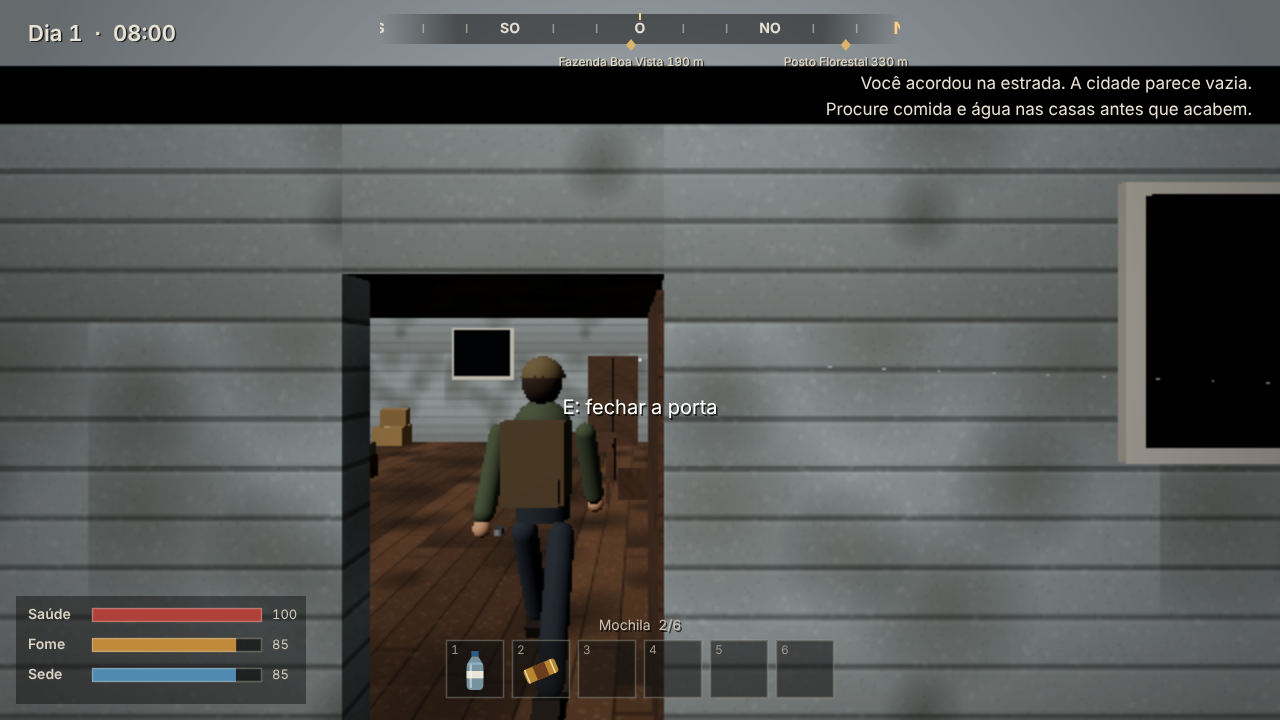 Dia 1 · 08:00
S SO O NO N
Fazenda Boa Vista 190 m
Posto Florestal 330 m
Você acordou na estrada. A cidade parece vazia.
Procure comida e água nas casas antes que acabem.
E: fechar a porta
Saúde 100
Fome 85
Sede 85
Mochila 2/6
1 2 3 4 5 6